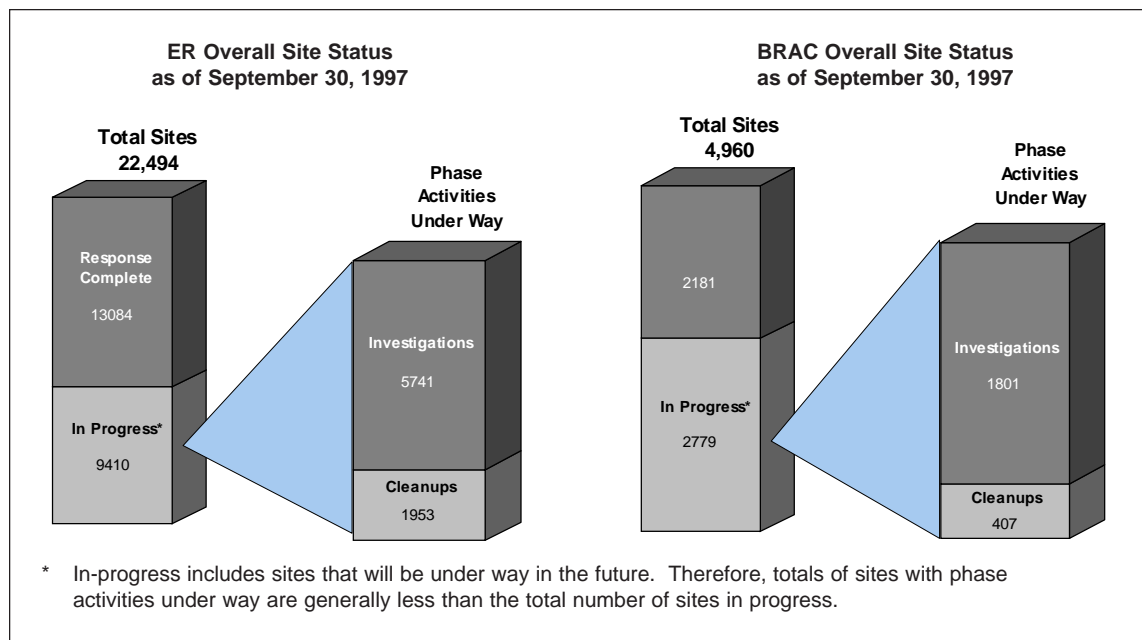 ER Overall Site Status
as of September 30, 1997
Total Sites
22,494
Response
Complete
13084
In Progress*
9410
Phase
Activities
Under Way
Investigations
5741
Cleanups
1953
BRAC Overall Site Status
as of September 30, 1997
Total Sites
4,960
2181
In Progress*
2779
Phase
Activities
Under Way
Investigations
1801
Cleanups
407
* In-progress includes sites that will be under way in the future. Therefore, totals of sites with phase
activities under way are generally less than the total number of sites in progress.